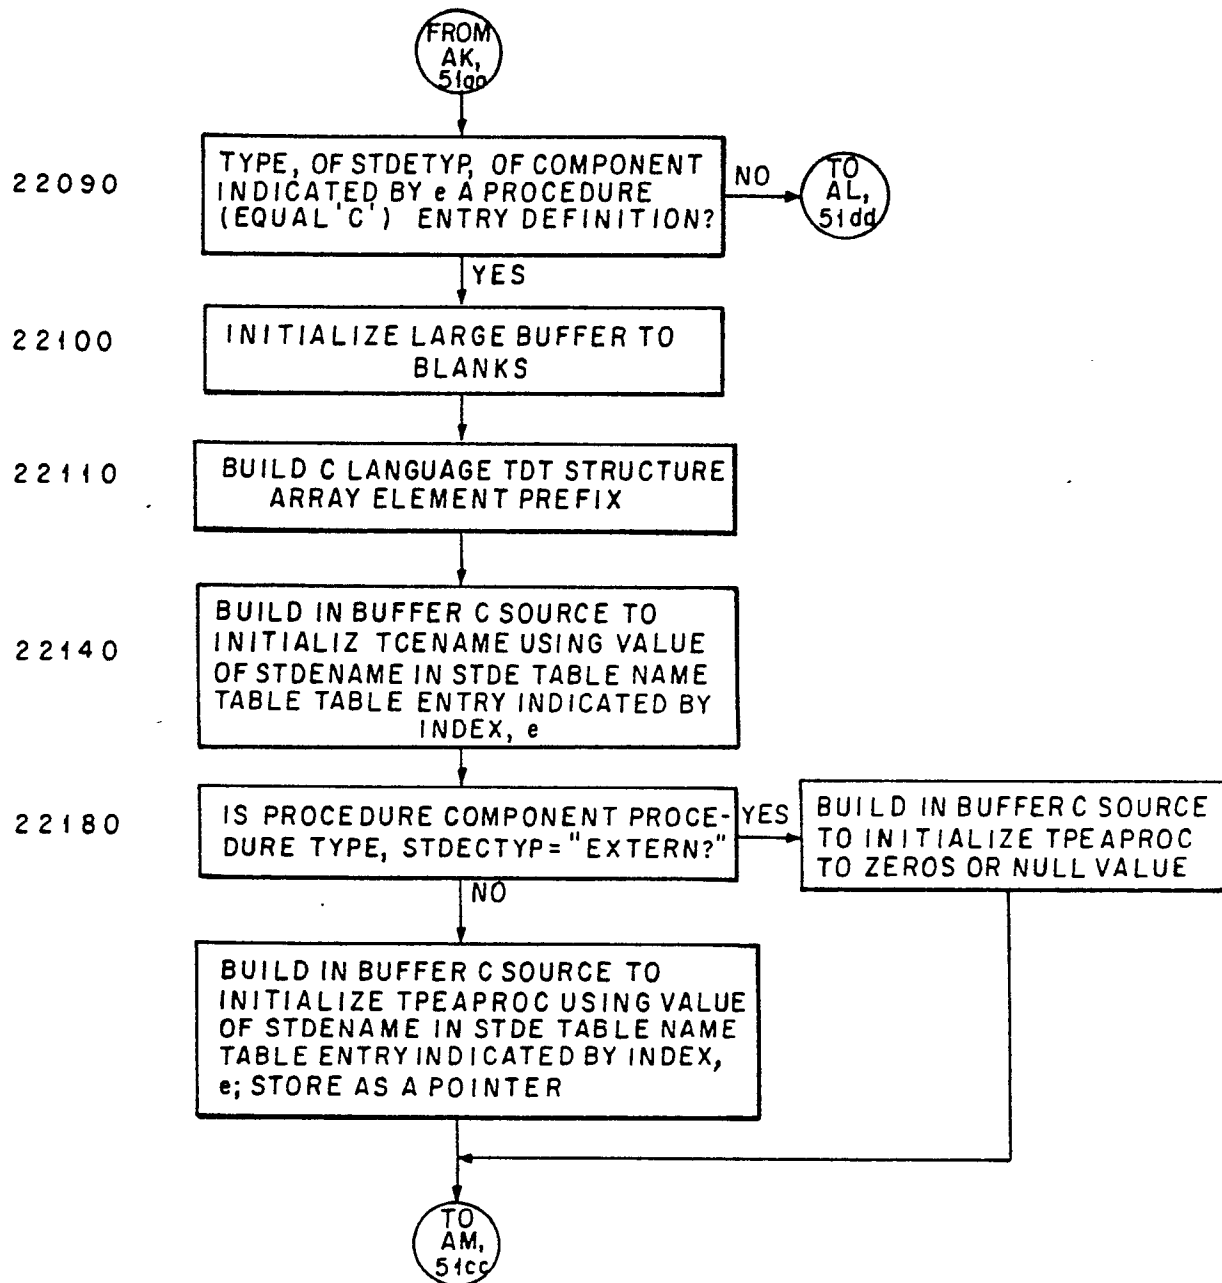 FROM
AK,
51aa
22090
TYPE, OF STDETYP, OF COMPONENT
INDICATED BY e A PROCEDURE
(EQUAL 'C') ENTRY DEFINITION?
NO
TO
AL,
51dd
YES
22100
INITIALIZE LARGE BUFFER TO
BLANKS
22110
BUILD C LANGUAGE TDT STRUCTURE
ARRAY ELEMENT PREFIX
22140
BUILD IN BUFFER C SOURCE TO
INITIALIZ TCENAME USING VALUE
OF STDENAME IN STDE TABLE NAME
TABLE TABLE ENTRY INDICATED BY
INDEX, e
22180
IS PROCEDURE COMPONENT PROCE-
DURE TYPE, STDECTYP="EXTERN?"
YES
BUILD IN BUFFER C SOURCE
TO INITIALIZE TPEAPROC
TO ZEROS OR NULL VALUE
NO
BUILD IN BUFFER C SOURCE TO
INITIALIZE TPEAPROC USING VALUE
OF STDENAME IN STDE TABLE NAME
TABLE ENTRY INDICATED BY INDEX,
e; STORE AS A POINTER
TO
AM,
51cc